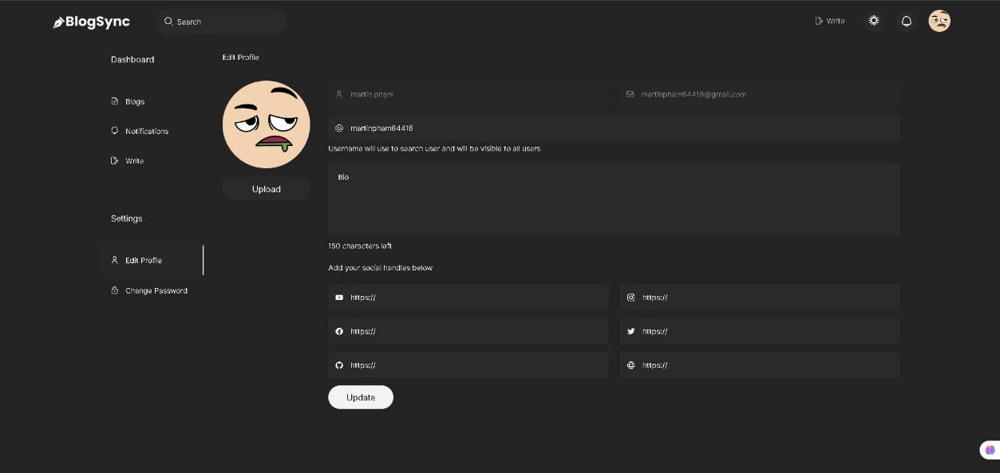 BlogSync
Search
Write
Dashboard
Blogs
Notifications
Write
Settings
Edit Profile
Change Password
Edit Profile
Upload
martin phạm
martinpham64416@gmail.com
martinpham64416
Username will use to search user and will be visible to all users
Bio
150 characters left
Add your social handles below
https://
https://
https://
https://
https://
https://
Update